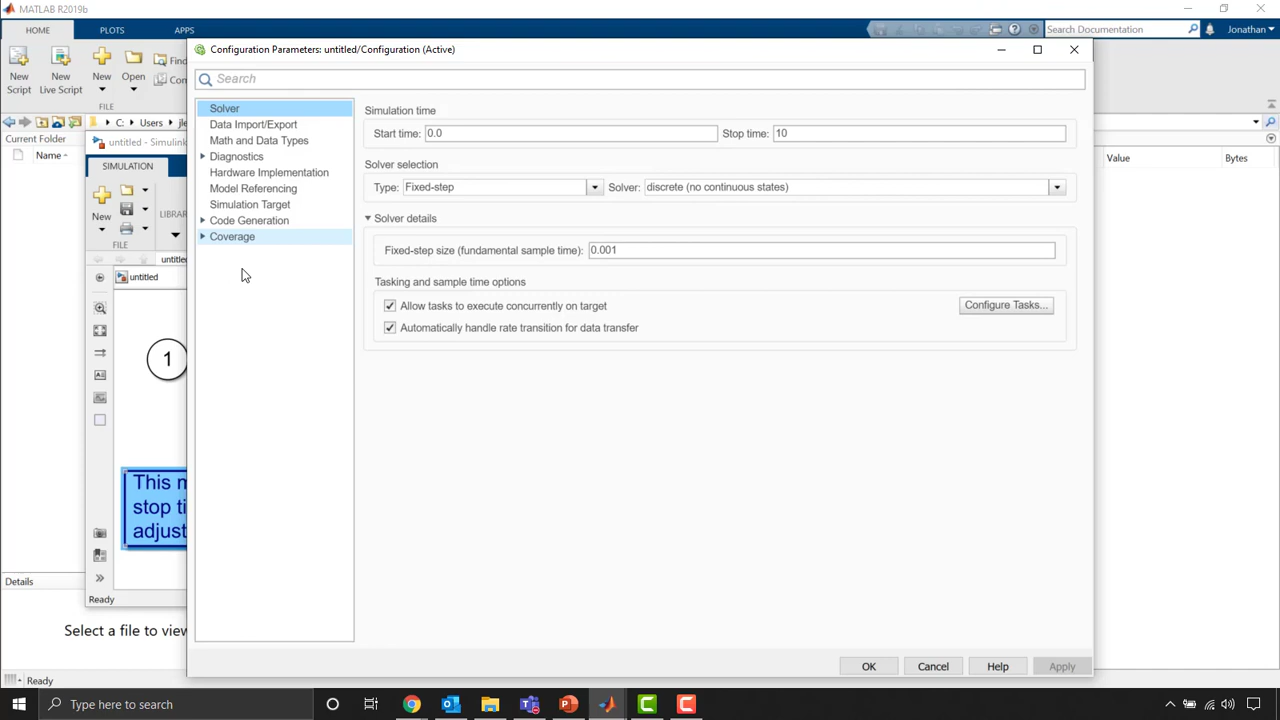 MATLAB R2019b
HOME PLOTS APPS
Search Documentation
Jonathan
New Script
New Live Script
New
Open
Find
Com
FILE
C: Users
Current Folder
Name
Value Bytes
untitled - Simulink
SIMULATION
New
LIBRAR
FILE
untitled
untitled
1
This m
stop ti
adjust
Ready
Details
Select a file to view
Ready
Configuration Parameters: untitled/Configuration (Active)
Search
Solver
Data Import/Export
Math and Data Types
Diagnostics
Hardware Implementation
Model Referencing
Simulation Target
Code Generation
Coverage
Simulation time
Start time: 0.0 Stop time: 10
Solver selection
Type: Fixed-step Solver: discrete (no continuous states)
Solver details
Fixed-step size (fundamental sample time): 0.001
Tasking and sample time options
Allow tasks to execute concurrently on target Configure Tasks...
Automatically handle rate transition for data transfer
OK Cancel Help Apply
Type here to search